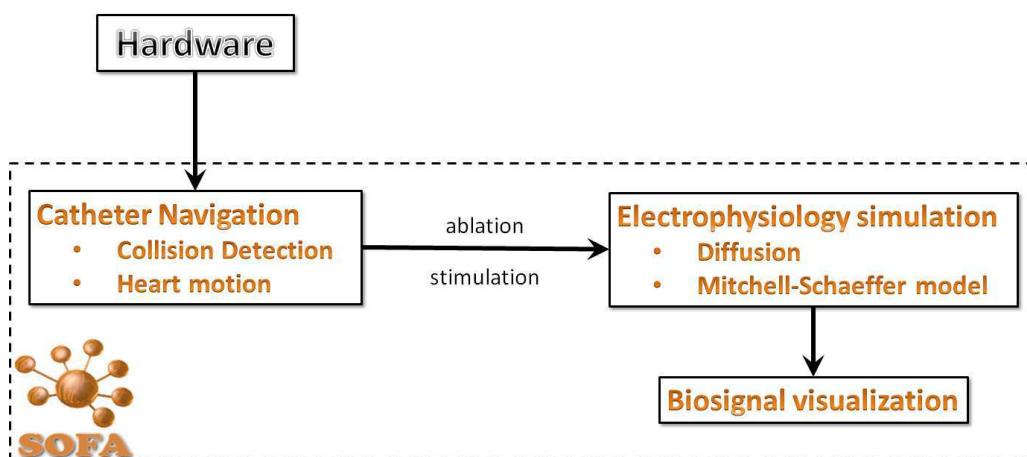 Hardware
Catheter Navigation
• Collision Detection
• Heart motion
ablation
stimulation
Electrophysiology simulation
• Diffusion
• Mitchell-Schaeffer model
Biosignal visualization
SOFA